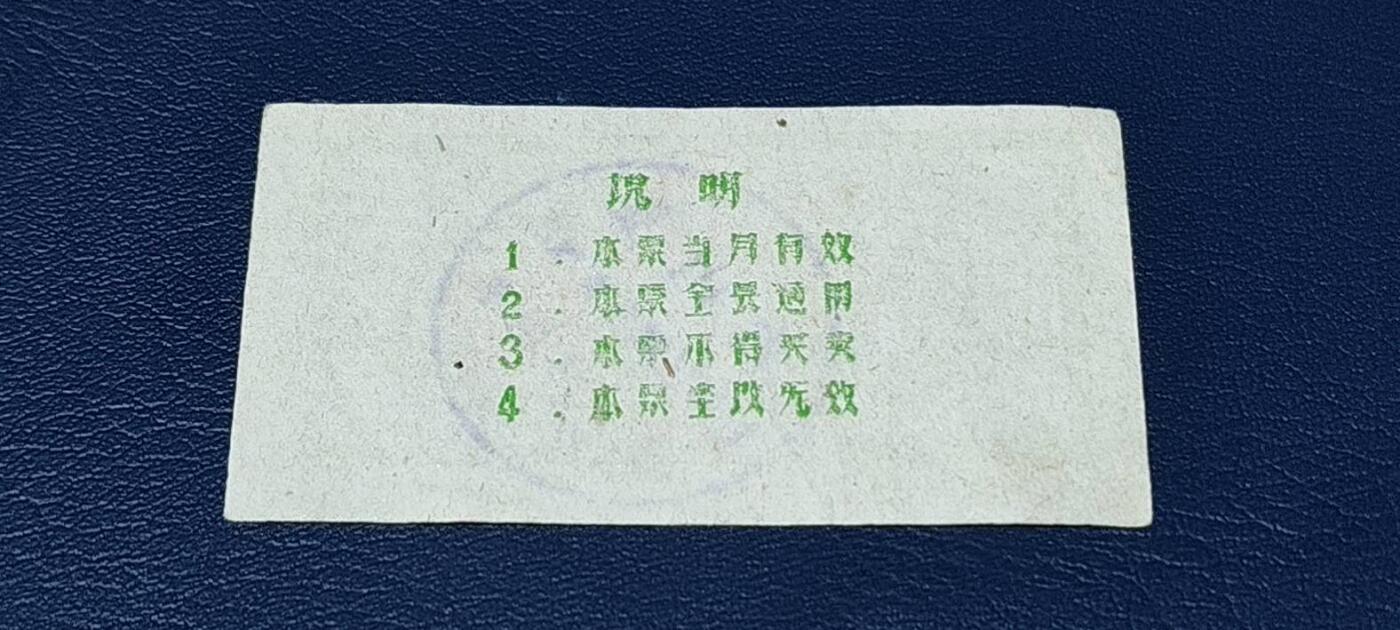 说明
1.本票当月有效
2.本票全县通用
3.本票不得买卖
4.本票涂改无效